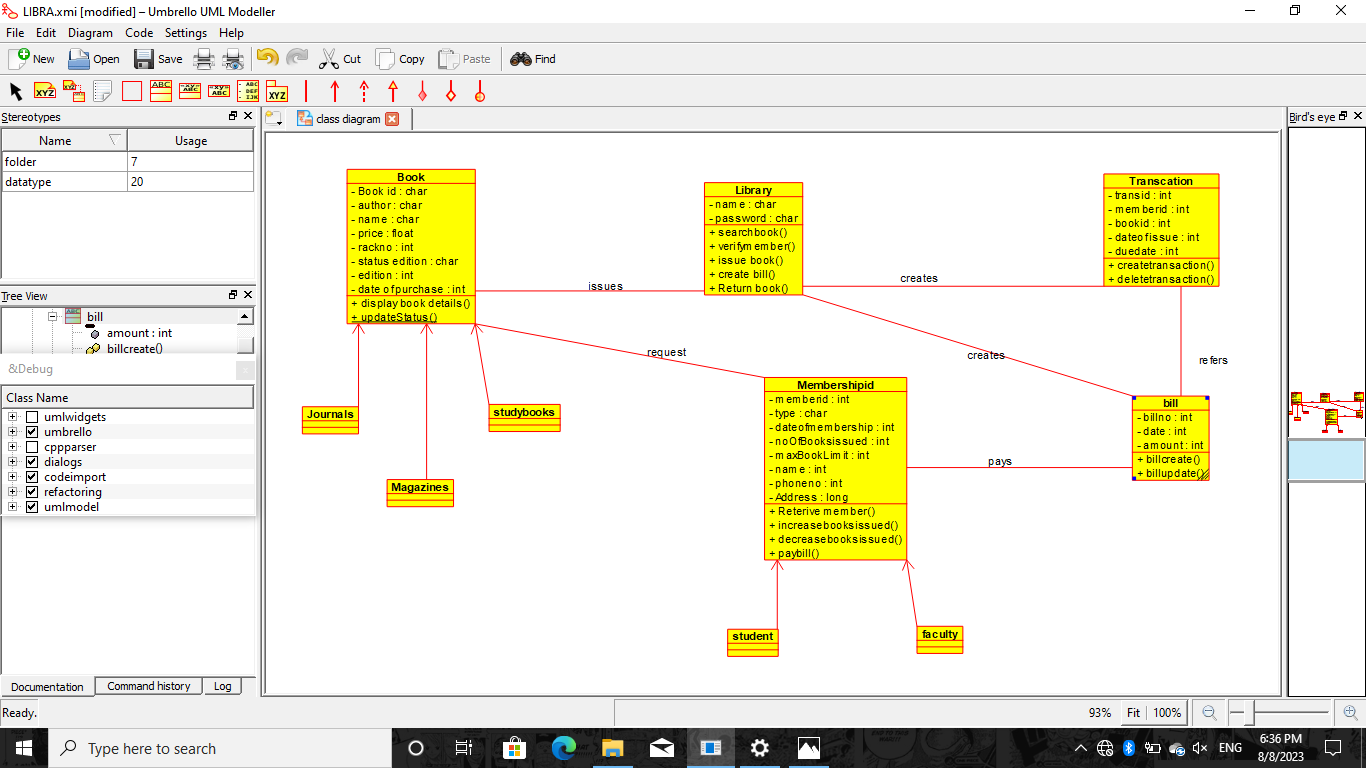 LIBRA.xmi [modified] – Umbrello UML Modeller
File Edit Diagram Code Settings Help
New Open Save Cut Copy Paste Find
XYZ
ABC
XYZ
Stereotypes
Name Usage
folder 7
datatype 20
Tree View
bill
amount : int
billcreate()
&Debug
Class Name
umlwidgets
umbrello
cppparser
dialogs
codeimport
refactoring
umlmodel
Documentation Command history Log
class diagram
Book
- Book id : char
- author : char
- name : char
- price : float
- rackno : int
- status edition : char
- edition : int
- date ofpurchase : int
+ displaybook details()
+ updateStatus()
issues
Library
- name : char
- password : char
+ searchbook()
+ verifymember()
+ issue book()
+ create bill()
+ Return book()
creates
Transcation
- transid : int
- memberid : int
- bookid : int
- dateofissue : int
- duedate : int
+ createtransaction()
+ deletetransaction()
request
creates
refers
Journals
studybooks
Magazines
Membershipid
- memberid : int
- type : char
- dateofmembership : int
- noOfBooksissued : int
- maxBookLimit : int
- name : int
- phoneno : int
- Address : long
+ Reterive member()
+ increasebooksissued()
+ decreasebooksissued()
+ paybill()
pays
bill
- billno : int
- date : int
- amount : int
+ billcreate()
+ billupdate()
student
faculty
Bird's eye
Ready.
93% Fit 100%
Type here to search
ENG
6:36 PM
8/8/2023